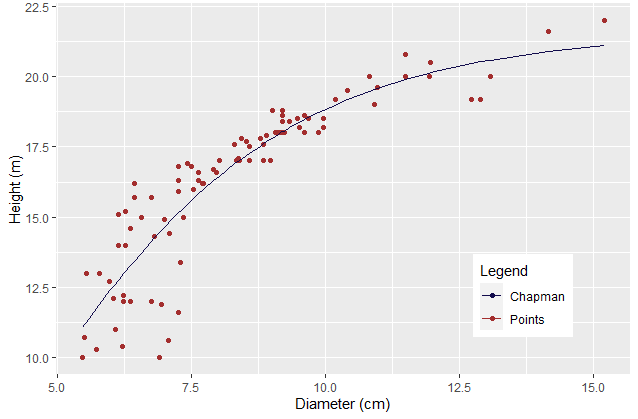 22.5
20.0
17.5
15.0
12.5
10.0
Height (m)
Legend
Chapman
Points
5.0 7.5 10.0 12.5 15.0
Diameter (cm)